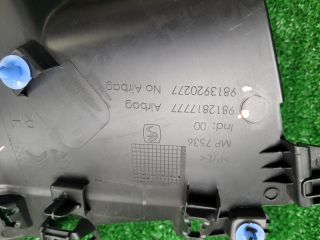 >P/E<
MP 7536
Ind: 00
9812817777 Airbag
9813920277 No Airbag